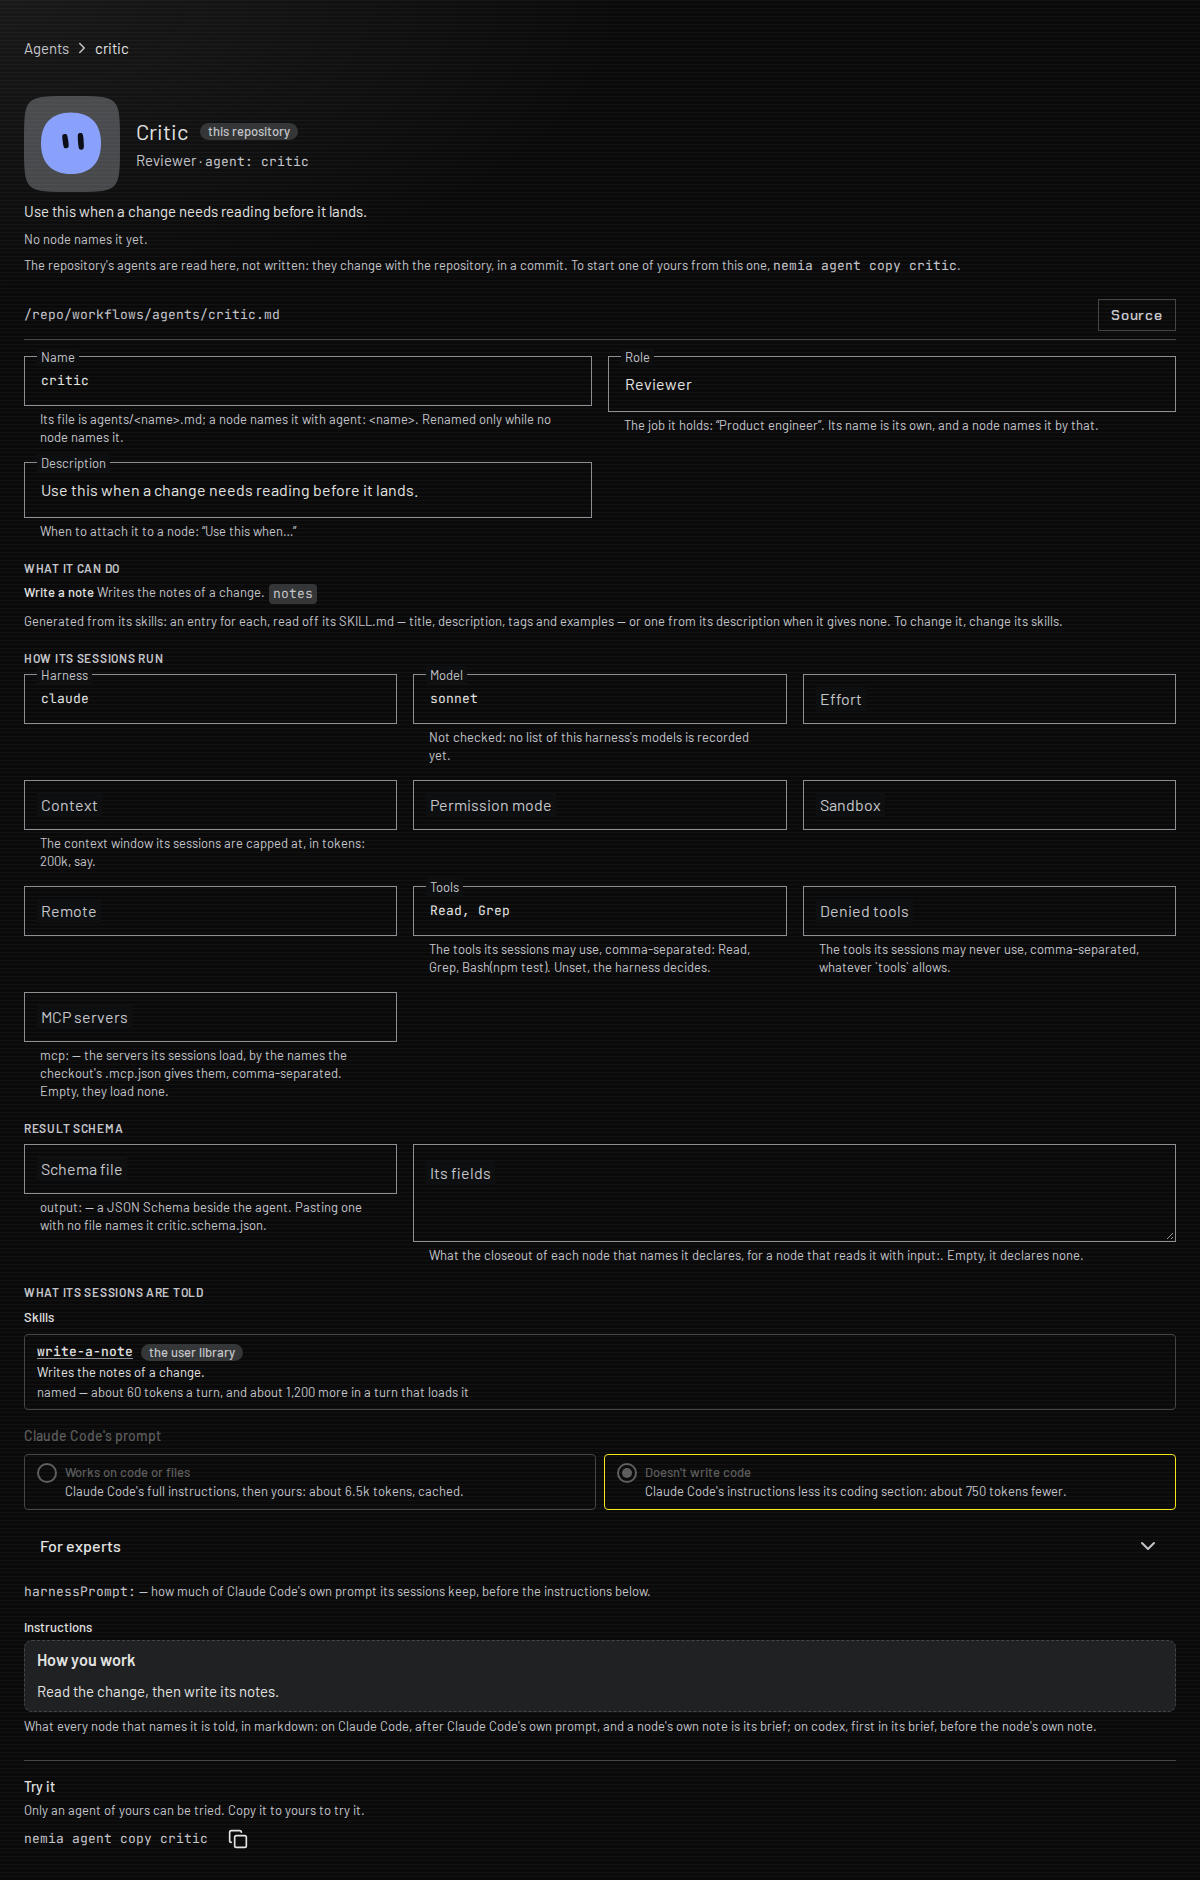 Agents > critic
Critic this repository
Reviewer · agent: critic
Use this when a change needs reading before it lands.
No node names it yet.
The repository's agents are read here, not written: they change with the repository, in a commit. To start one of yours from this one, nemia agent copy critic.
/repo/workflows/agents/critic.md
Source
Name
critic
Its file is agents/<name>.md; a node names it with agent: <name>. Renamed only while no
node names it.
Role
Reviewer
The job it holds: “Product engineer”. Its name is its own, and a node names it by that.
Description
Use this when a change needs reading before it lands.
When to attach it to a node: “Use this when…”
WHAT IT CAN DO
Write a note Writes the notes of a change. notes
Generated from its skills: an entry for each, read off its SKILL.md — title, description, tags and examples — or one from its description when it gives none. To change it, change its skills.
HOW ITS SESSIONS RUN
Harness
claude
Model
sonnet
Not checked: no list of this harness's models is recorded
yet.
Effort
Context
The context window its sessions are capped at, in tokens:
200k, say.
Permission mode
Sandbox
Remote
Tools
Read, Grep
The tools its sessions may use, comma-separated: Read,
Grep, Bash(npm test). Unset, the harness decides.
Denied tools
The tools its sessions may never use, comma-separated,
whatever `tools` allows.
MCP servers
mcp: — the servers its sessions load, by the names the
checkout's .mcp.json gives them, comma-separated.
Empty, they load none.
RESULT SCHEMA
Schema file
output: — a JSON Schema beside the agent. Pasting one
with no file names it critic.schema.json.
Its fields
What the closeout of each node that names it declares, for a node that reads it with input:. Empty, it declares none.
WHAT ITS SESSIONS ARE TOLD
Skills
write-a-note the user library
Writes the notes of a change.
named — about 60 tokens a turn, and about 1,200 more in a turn that loads it
Claude Code's prompt
Works on code or files
Claude Code's full instructions, then yours: about 6.5k tokens, cached.
Doesn't write code
Claude Code's instructions less its coding section: about 750 tokens fewer.
For experts
harnessPrompt: — how much of Claude Code's own prompt its sessions keep, before the instructions below.
Instructions
How you work
Read the change, then write its notes.
What every node that names it is told, in markdown: on Claude Code, after Claude Code's own prompt, and a node's own note is its brief; on codex, first in its brief, before the node's own note.
Try it
Only an agent of yours can be tried. Copy it to yours to try it.
nemia agent copy critic